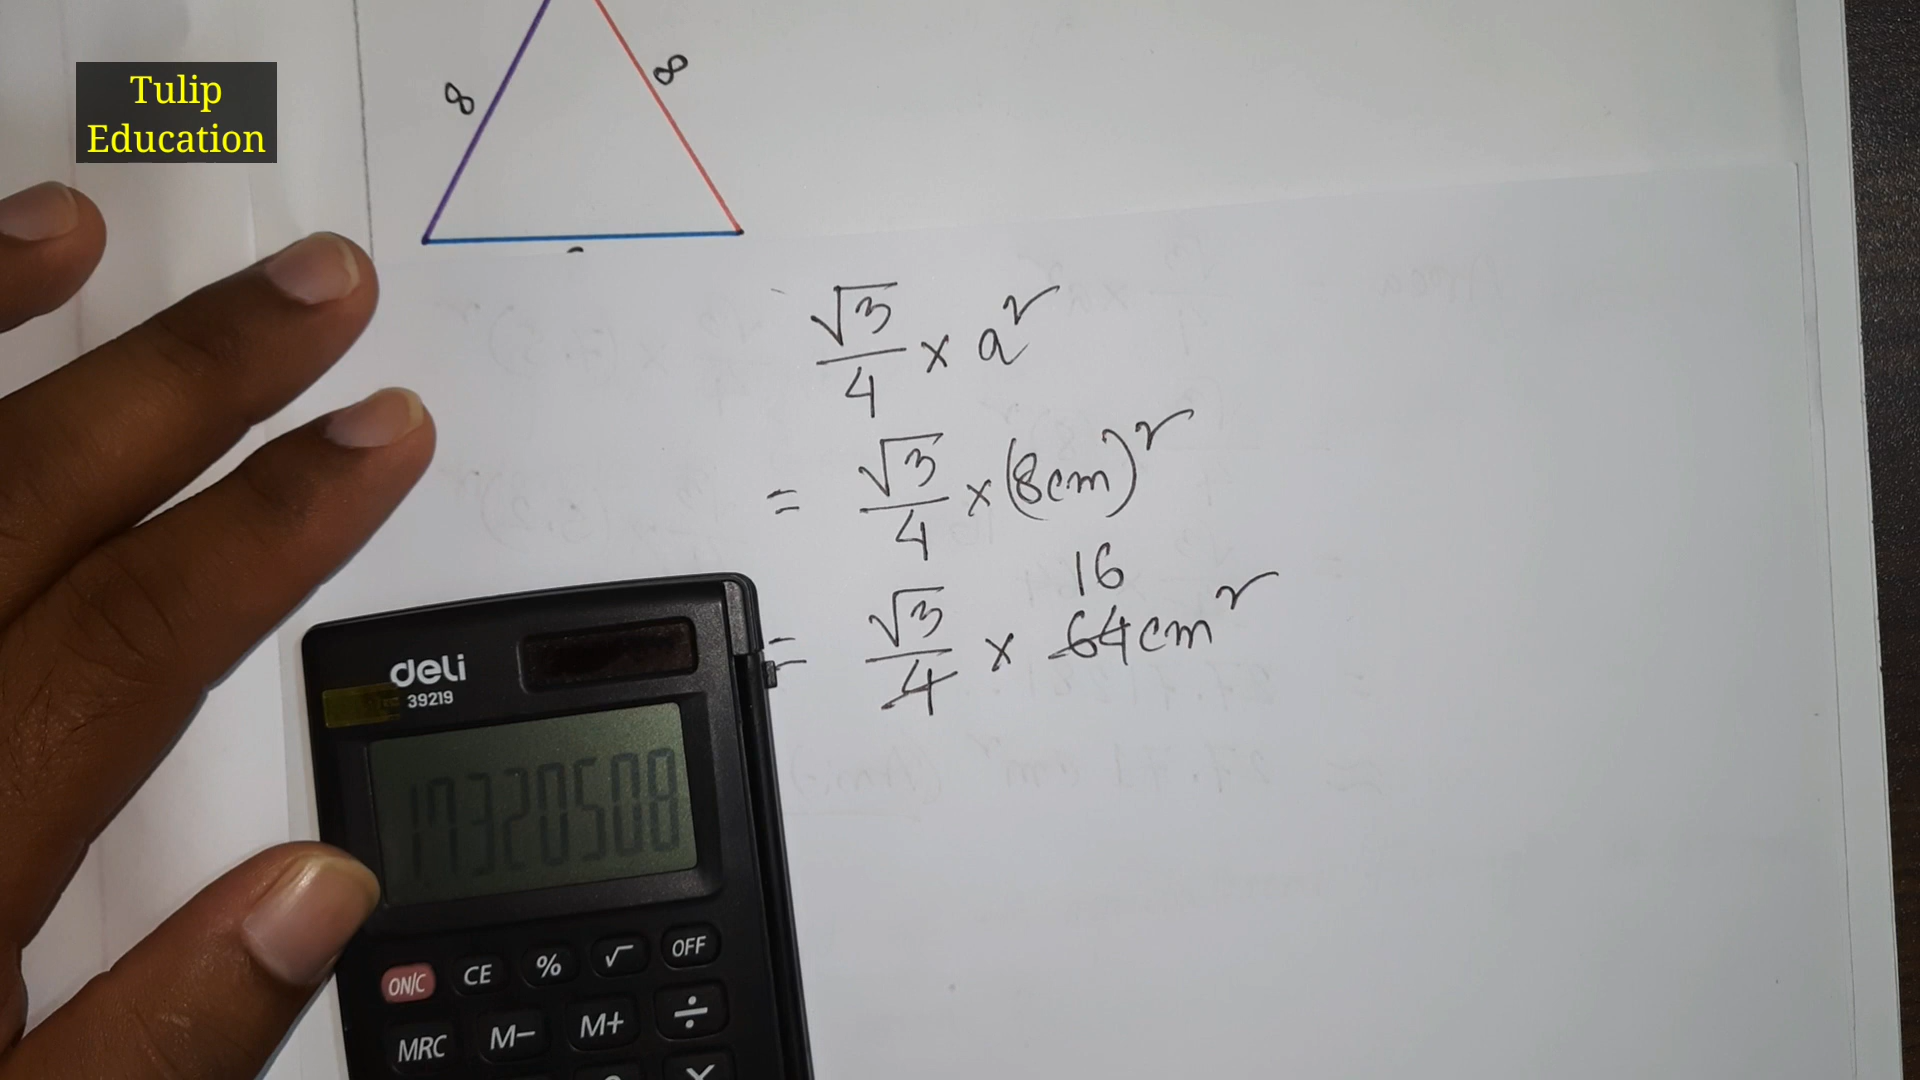 Tulip
Education
8
8
√3/4 × a²
= √3/4 × (8cm)²
16
= √3/4 × 64cm²
deli
39219
1.7320508
ON/C CE % √ OFF
MRC M− M+ ÷
×